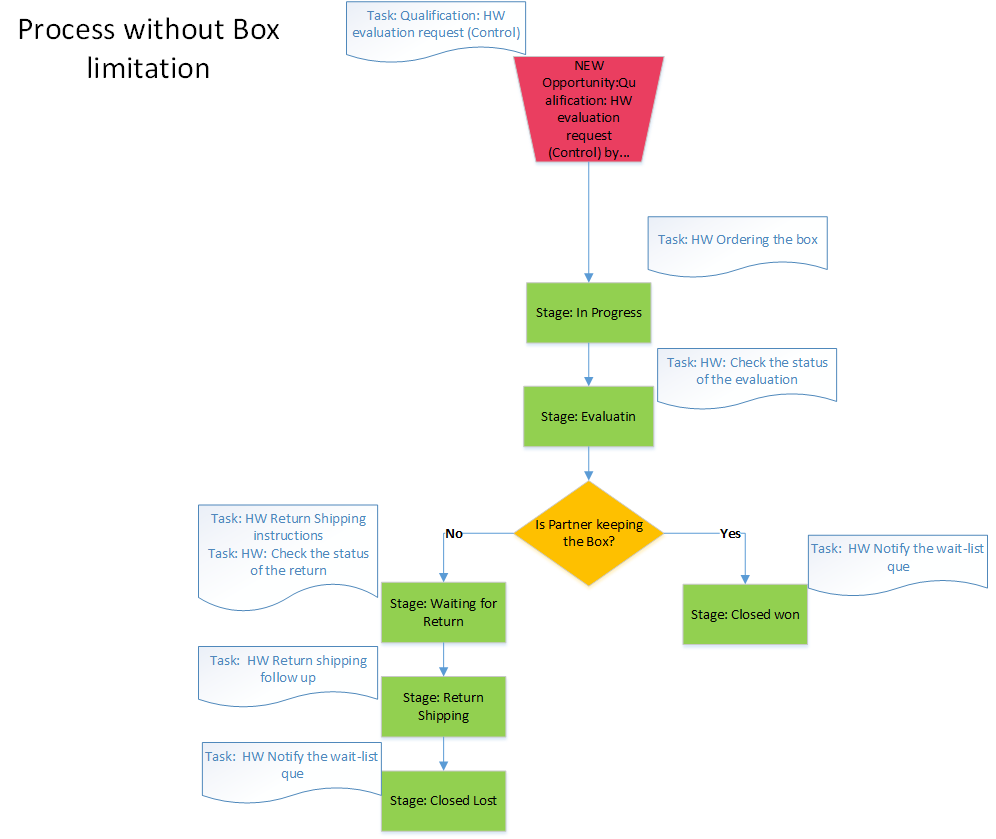 Process without Box
limitation
Task: Qualification: HW
evaluation request (Control)
NEW
Opportunity:Qu
alification: HW
evaluation
request
(Control) by...
Task: HW Ordering the box
Stage: In Progress
Task: HW: Check the status
of the evaluation
Stage: Evaluatin
Is Partner keeping
the Box?
No
Yes
Task: HW Return Shipping
instructions
Task: HW: Check the status
of the return
Task:  HW Notify the wait-list
que
Stage: Waiting for
Return
Stage: Closed won
Task:  HW Return shipping
follow up
Stage: Return
Shipping
Task:  HW Notify the wait-list
que
Stage: Closed Lost